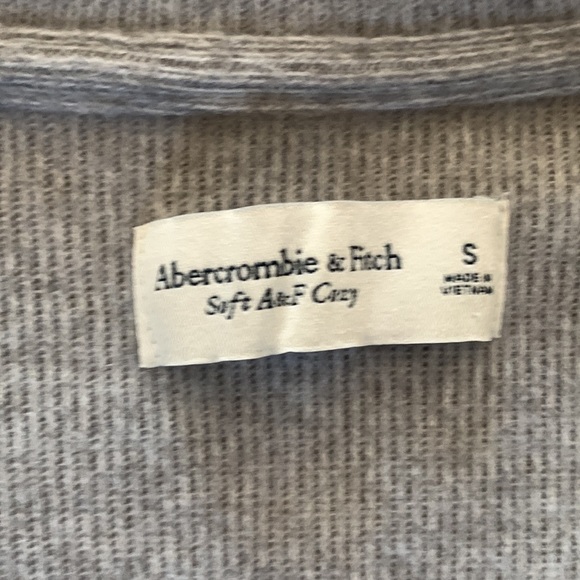 Abercrombie & Fitch
Soft A&F Cozy
S
MADE IN
VIETNAM